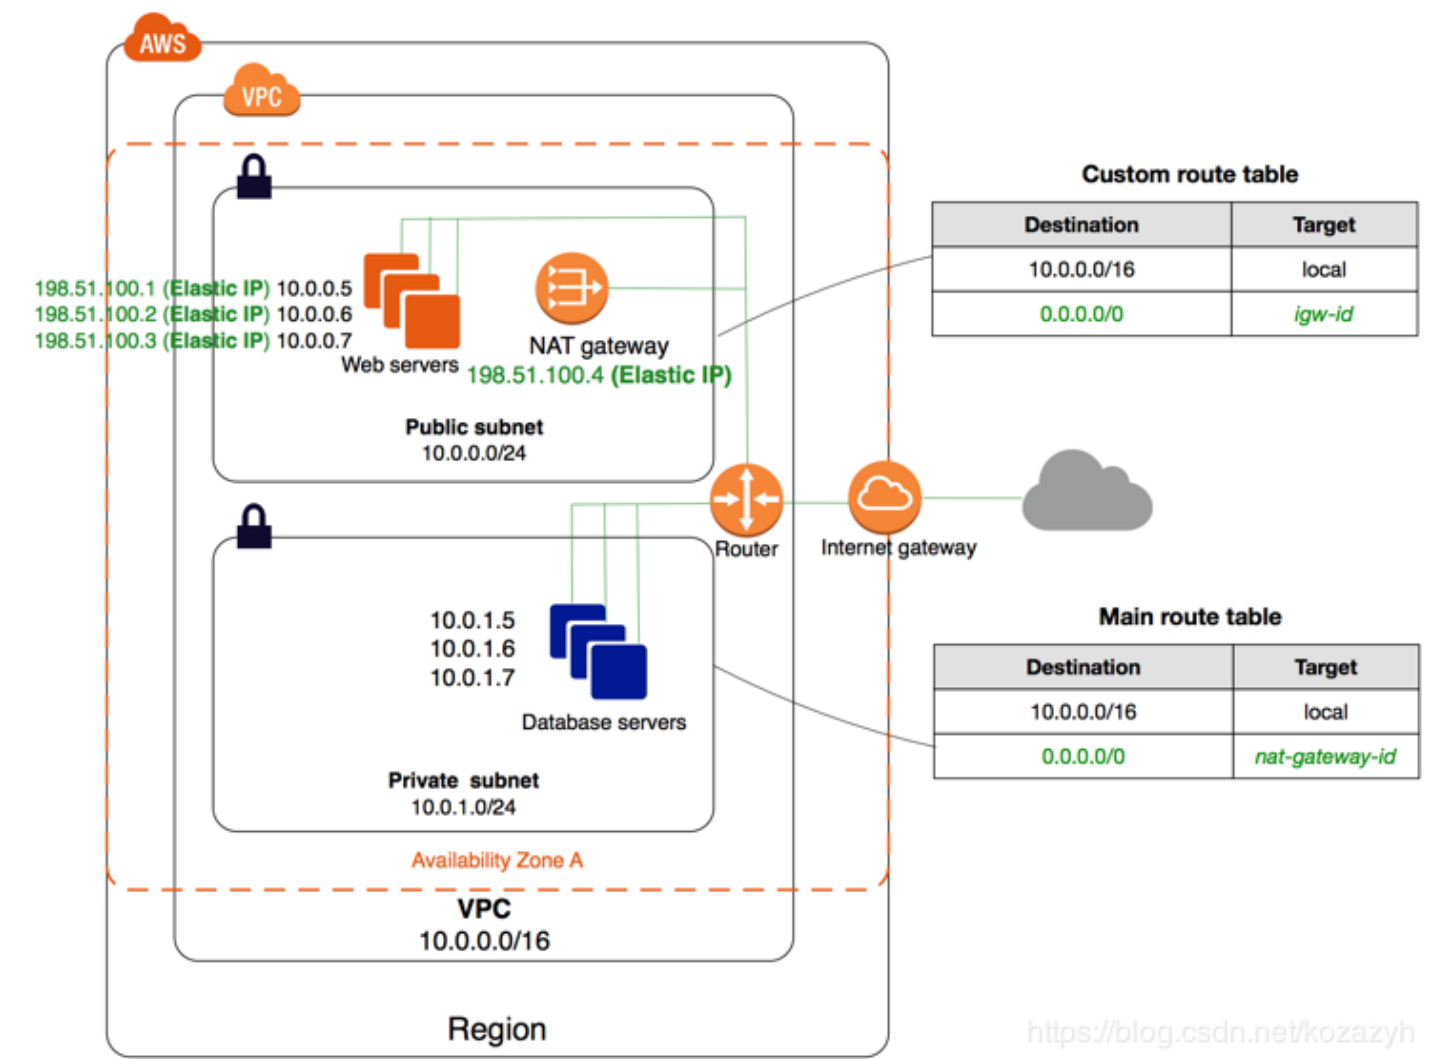 AWS
VPC
198.51.100.1 (Elastic IP) 10.0.0.5
198.51.100.2 (Elastic IP) 10.0.0.6
198.51.100.3 (Elastic IP) 10.0.0.7
Web servers
NAT gateway
198.51.100.4 (Elastic IP)
Public subnet
10.0.0.0/24
Router
Internet gateway
10.0.1.5
10.0.1.6
10.0.1.7
Database servers
Private subnet
10.0.1.0/24
Availability Zone A
VPC
10.0.0.0/16
Region
Custom route table
Destination Target
10.0.0.0/16 local
0.0.0.0/0 igw-id
Main route table
Destination Target
10.0.0.0/16 local
0.0.0.0/0 nat-gateway-id
https://blog.csdn.net/kozazyh